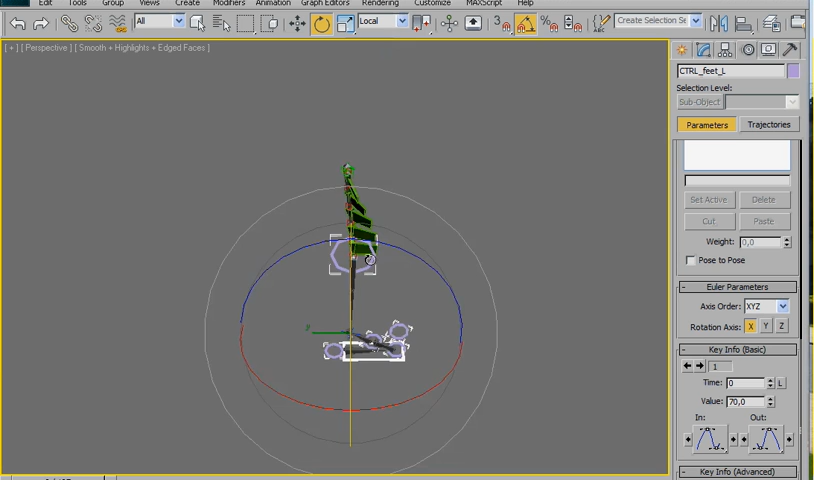 Edit Tools Group Views Create Modifiers Animation Graph Editors Rendering Customize MAXScript Help
All Local 3 % Create Selection Se
[ + ] [ Perspective ] [ Smooth + Highlights + Edged Faces ]
CTRL_feet_L
Selection Level:
Sub-Object
Parameters Trajectories
Set Active Delete
Cut Paste
Weight: 0,0
Pose to Pose
- Euler Parameters
Axis Order: XYZ
Rotation Axis: X Y Z
- Key Info (Basic)
1
Time: 0 L
Value: 70,0
In: Out:
- Key Info (Advanced)